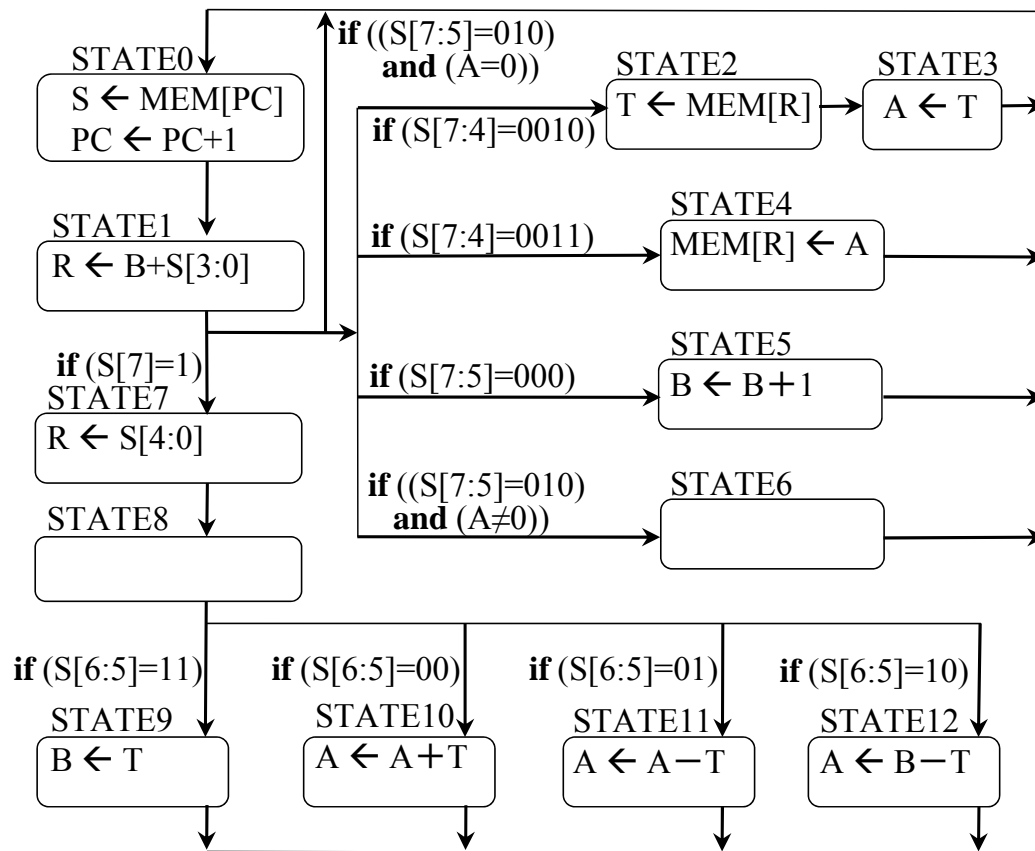 if ((S[7:5]=010)
and (A=0))
STATE0
S ← MEM[PC]
PC ← PC+1
STATE2
T ← MEM[R]
STATE3
A ← T
if (S[7:4]=0010)
STATE1
R ← B+S[3:0]
STATE4
if (S[7:4]=0011)
MEM[R] ← A
if (S[7]=1)
STATE5
if (S[7:5]=000)
B ← B+1
STATE7
R ← S[4:0]
if ((S[7:5]=010)
and (A≠0))
STATE6
STATE8
if (S[6:5]=11)
if (S[6:5]=00)
if (S[6:5]=01)
if (S[6:5]=10)
STATE9
B ← T
STATE10
A ← A+T
STATE11
A ← A−T
STATE12
A ← B−T